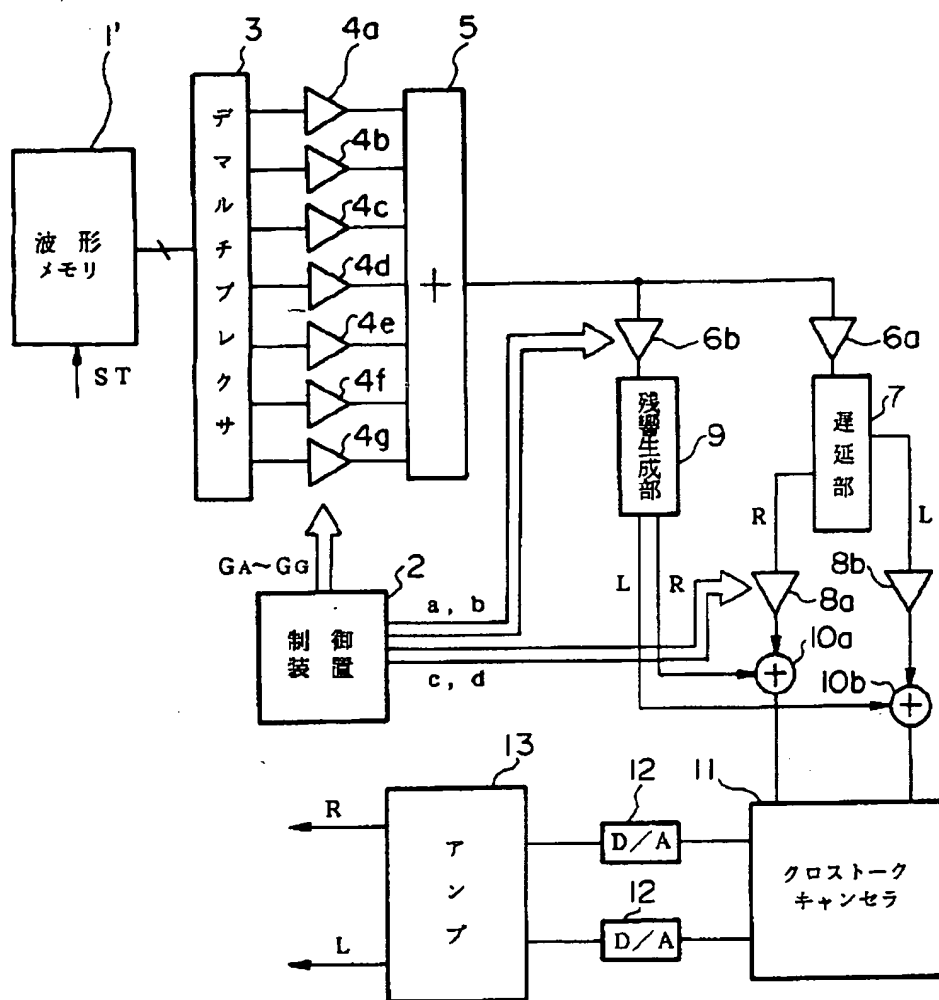 1'
3
4a
5
デマルチプレクサ
4b
波形
メモリ
4c
4d
+
ST
4e
4f
4g
6b
6a
残響生成部
9
7
遅延部
R
L
GA~GG
2
a, b
制御
装置
c, d
L
R
8a
8b
10a
+
10b
+
13
12
11
R
アンプ
D/A
クロストーク
キャンセラ
12
L
D/A